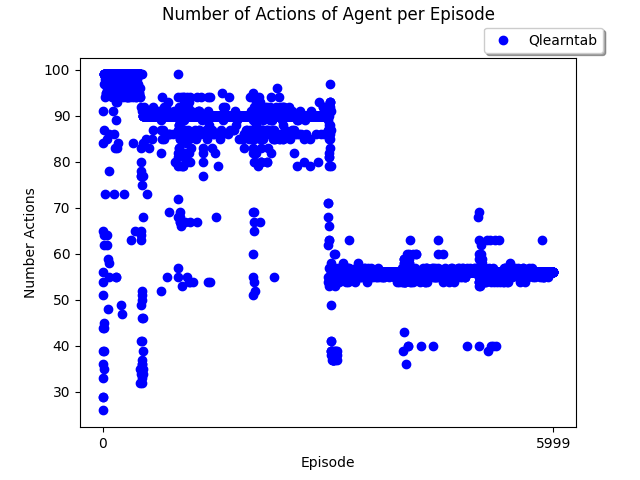 Number of Actions of Agent per Episode
Qlearntab
100
90
80
70
60
50
40
30
Number Actions
0
5999
Episode